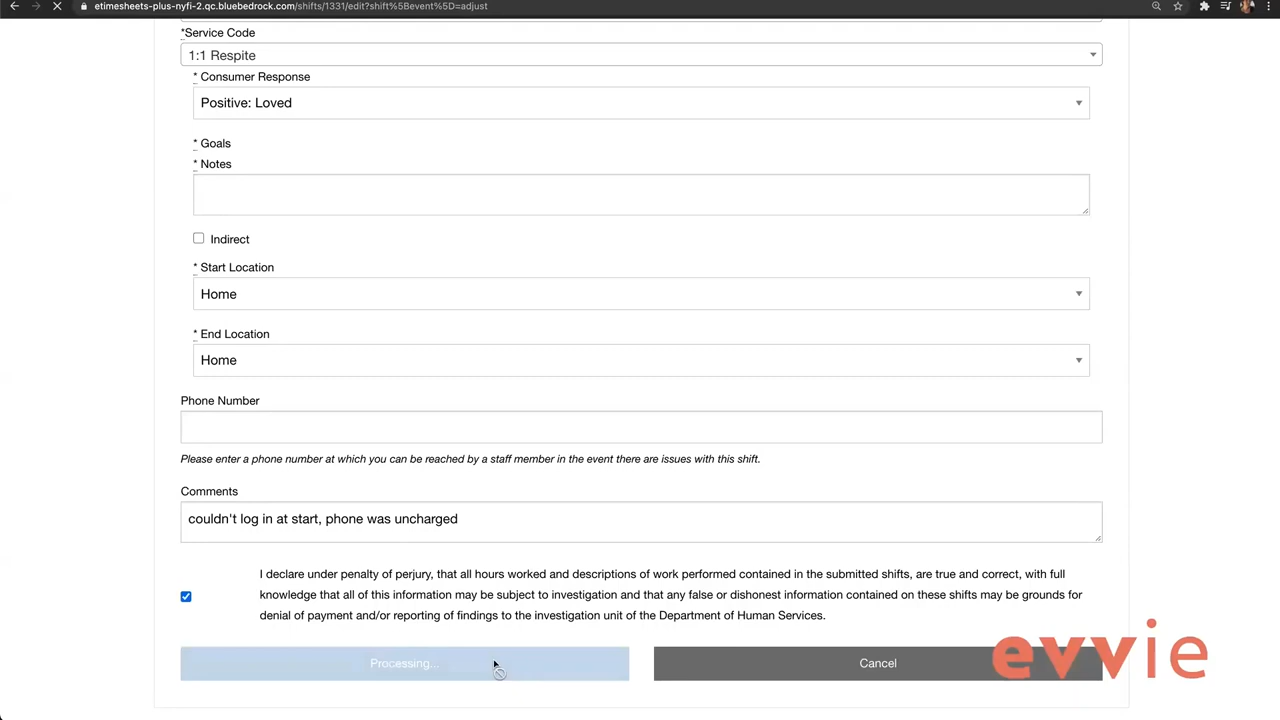 etimesheets-plus-nyfi-2.qc.bluebedrock.com/shifts/1331/edit?shift%5Bevent%5D=adjust
*Service Code
1:1 Respite
* Consumer Response
Positive: Loved
* Goals
* Notes
Indirect
* Start Location
Home
* End Location
Home
Phone Number
Please enter a phone number at which you can be reached by a staff member in the event there are issues with this shift.
Comments
couldn't log in at start, phone was uncharged
I declare under penalty of perjury, that all hours worked and descriptions of work performed contained in the submitted shifts, are true and correct, with full
knowledge that all of this information may be subject to investigation and that any false or dishonest information contained on these shifts may be grounds for
denial of payment and/or reporting of findings to the investigation unit of the Department of Human Services.
Processing...
Cancel
evvie